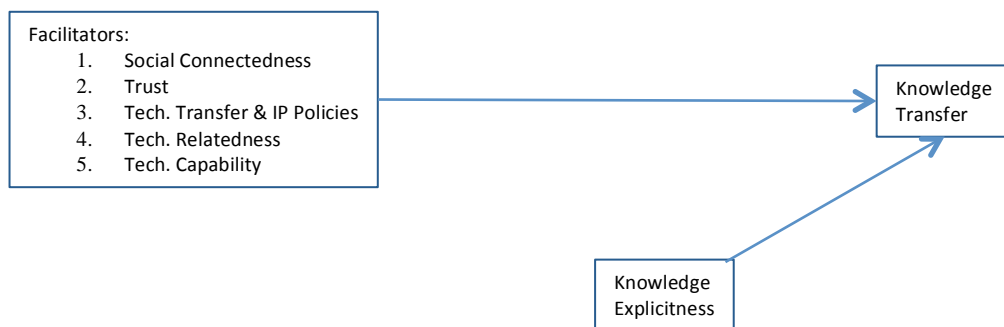 Facilitators:
1. Social Connectedness
2. Trust
3. Tech. Transfer & IP Policies
4. Tech. Relatedness
5. Tech. Capability
Knowledge
Transfer
Knowledge
Explicitness